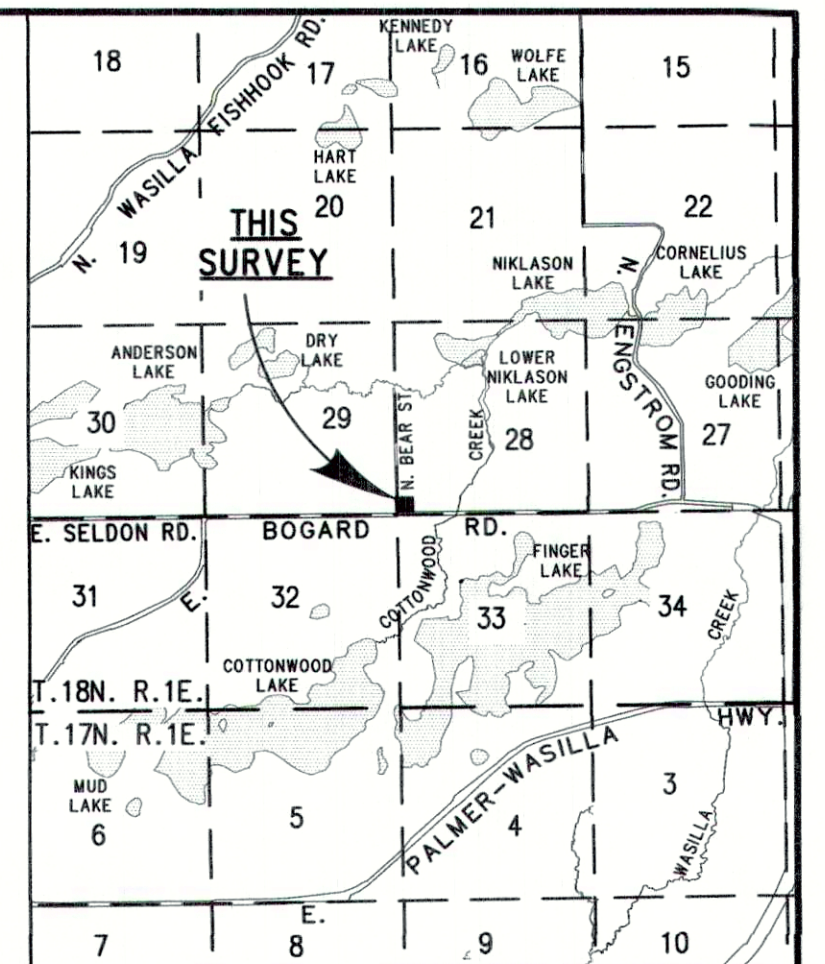 KENNEDY
LAKE
18
17
16
WOLFE
LAKE
15
N. WASILLA FISHHOOK RD.
HART
LAKE
20
THIS
SURVEY
19
21
22
NIKLASON
LAKE
N. ENGSTROM RD.
CORNELIUS
LAKE
ANDERSON
LAKE
DRY
LAKE
LOWER
NIKLASON
LAKE
GOODING
LAKE
30
29
N. BEAR ST.
CREEK
28
27
KINGS
LAKE
E. SELDON RD.
BOGARD
RD.
COTTONWOOD
FINGER
LAKE
31
E.
32
33
34
CREEK
COTTONWOOD
LAKE
T.18N. R.1E.
T.17N. R.1E.
HWY.
PALMER-WASILLA
MUD
LAKE
6
5
4
3
WASILLA
E.
7
8
9
10